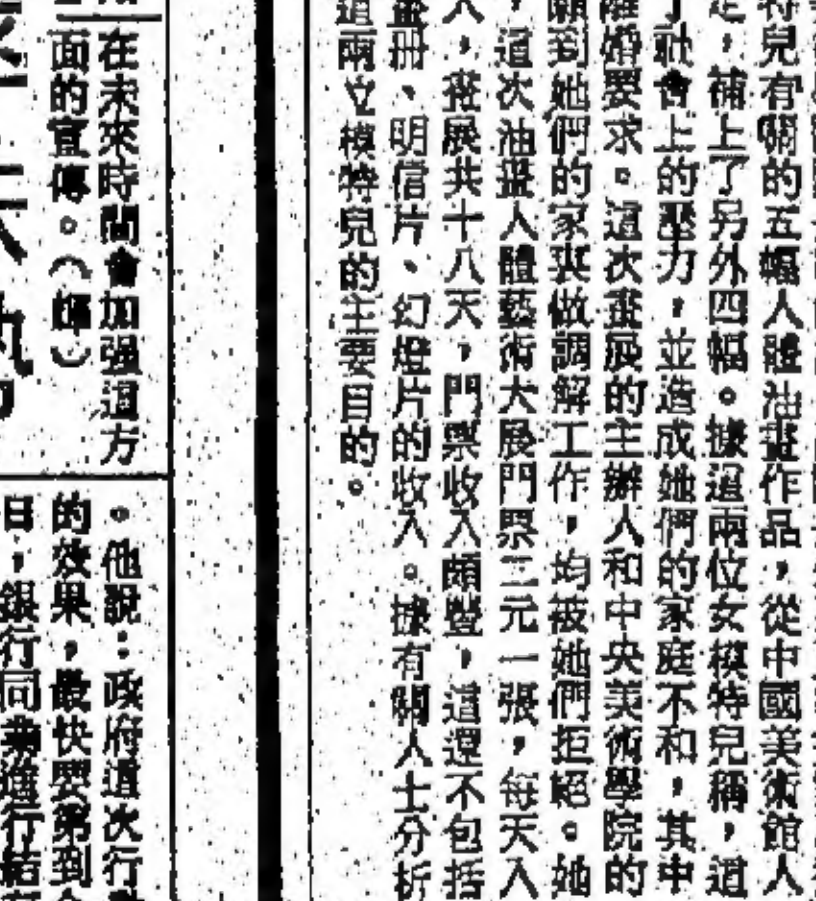 特兒有關的五幅人體油畫作品，從中國美術館人
走，補上了另外四幅。據這兩位女模特兒稱，這
了社會上的壓力，並造成她們的家庭不和，其中
離婚要求。這次畫展的主辦人和中央美術學院的
願到她們的家裏做調解工作，均被她們拒絕。她
，這次油畫人體藝術大展門票二元一張，每天入
人，巻展共十八天，門票收入頗豐，這還不包括
畫册、明信片、幻燈片的收入。據有關人士分析
這兩位模特兒的主要目的。
在未來時間會加强這方
面的宣傳。（輝）
。他說：政府這次行
的效果，最快要等到
日，銀行同業進行結